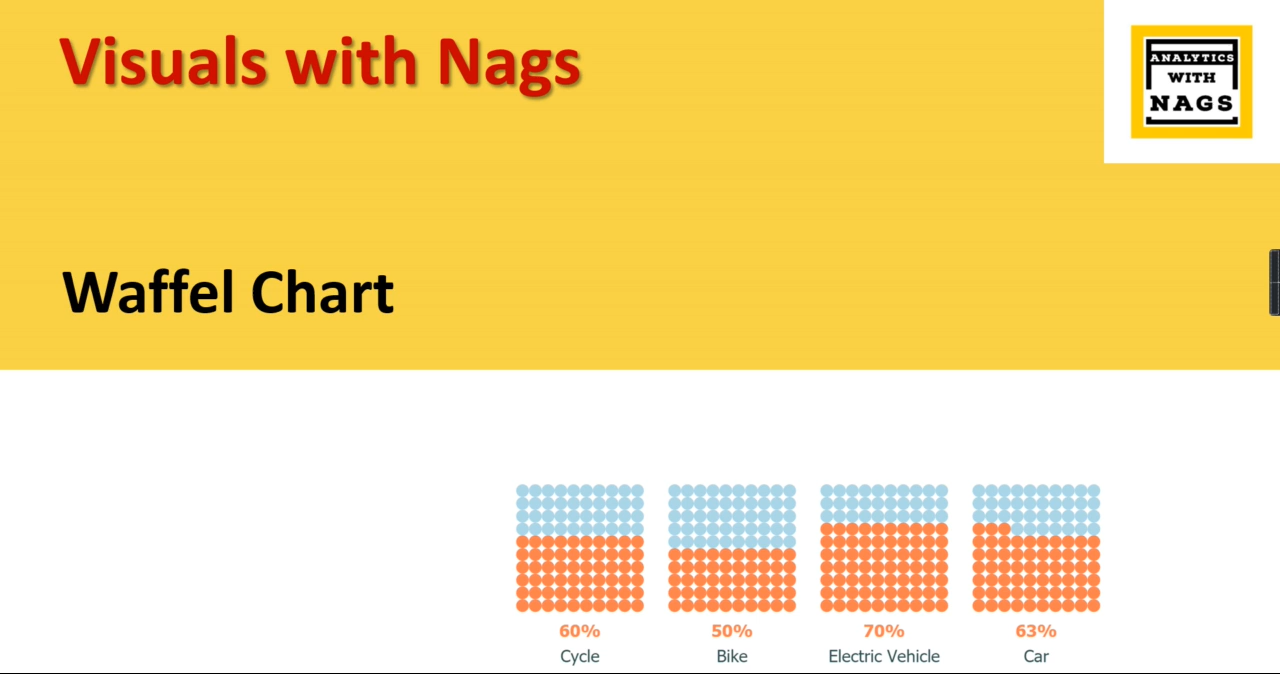 Visuals with Nags
ANALYTICS
WITH
NAGS
Waffel Chart
60% 50% 70% 63%
Cycle Bike Electric Vehicle Car